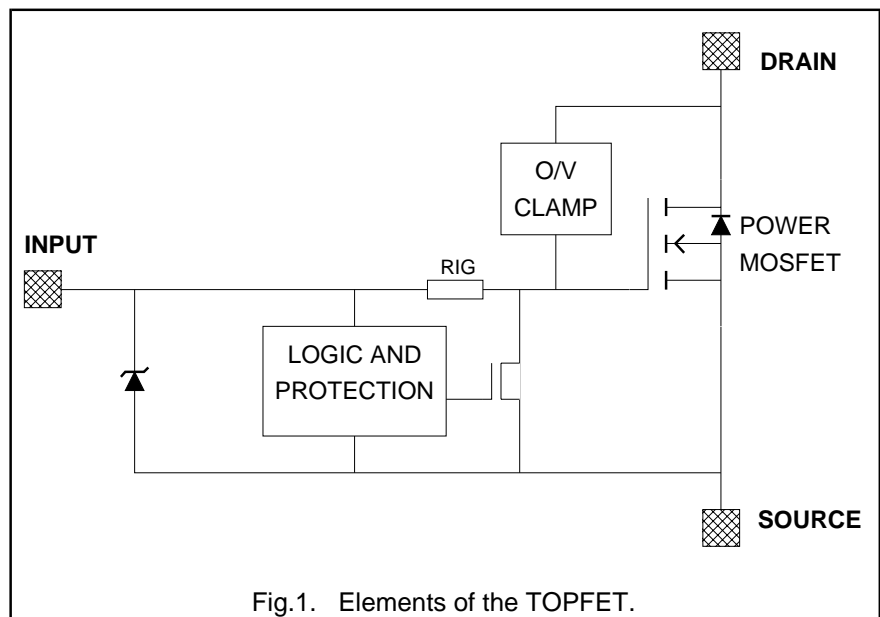 DRAIN
O/V
CLAMP
POWER
MOSFET
INPUT
RIG
LOGIC AND
PROTECTION
SOURCE
Fig.1. Elements of the TOPFET.